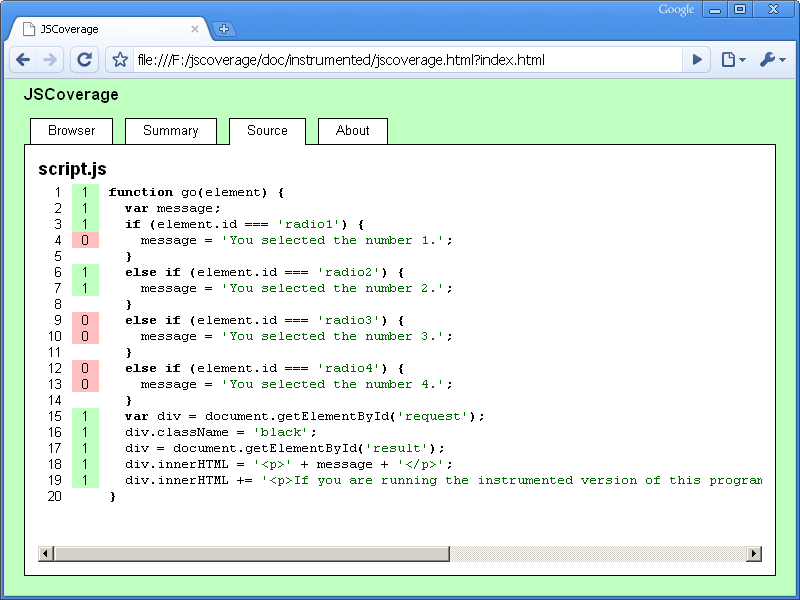 Google
JSCoverage
file:///F:/jscoverage/doc/instrumented/jscoverage.html?index.html
JSCoverage
Browser Summary Source About
script.js
1 1 function go(element) {
2 1 var message;
3 1 if (element.id === 'radio1') {
4 0 message = 'You selected the number 1.';
5 }
6 1 else if (element.id === 'radio2') {
7 1 message = 'You selected the number 2.';
8 }
9 0 else if (element.id === 'radio3') {
10 0 message = 'You selected the number 3.';
11 }
12 0 else if (element.id === 'radio4') {
13 0 message = 'You selected the number 4.';
14 }
15 1 var div = document.getElementById('request');
16 1 div.className = 'black';
17 1 div = document.getElementById('result');
18 1 div.innerHTML = '<p>' + message + '</p>';
19 1 div.innerHTML += '<p>If you are running the instrumented version of this program
20 }